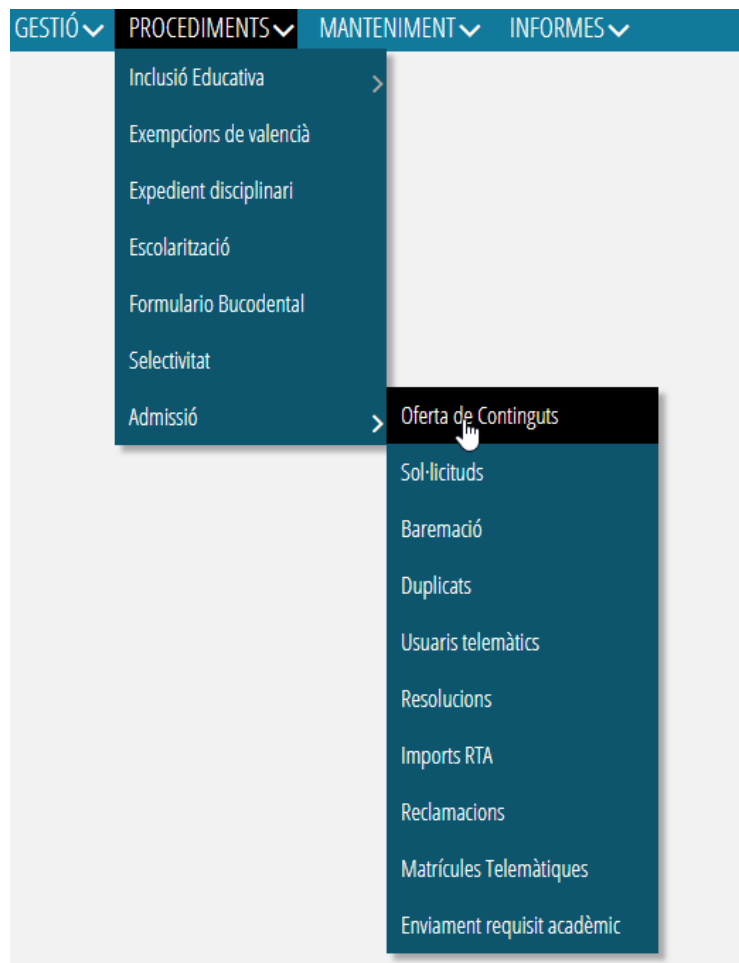 GESTIÓ PROCEDIMENTS MANTENIMENT INFORMES
Inclusió Educativa
Exempcions de valencià
Expedient disciplinari
Escolarització
Formulario Bucodental
Selectivitat
Admissió
Oferta de Continguts
Sol·licituds
Baremació
Duplicats
Usuaris telemàtics
Resolucions
Imports RTA
Reclamacions
Matrícules Telemàtiques
Enviament requisit acadèmic